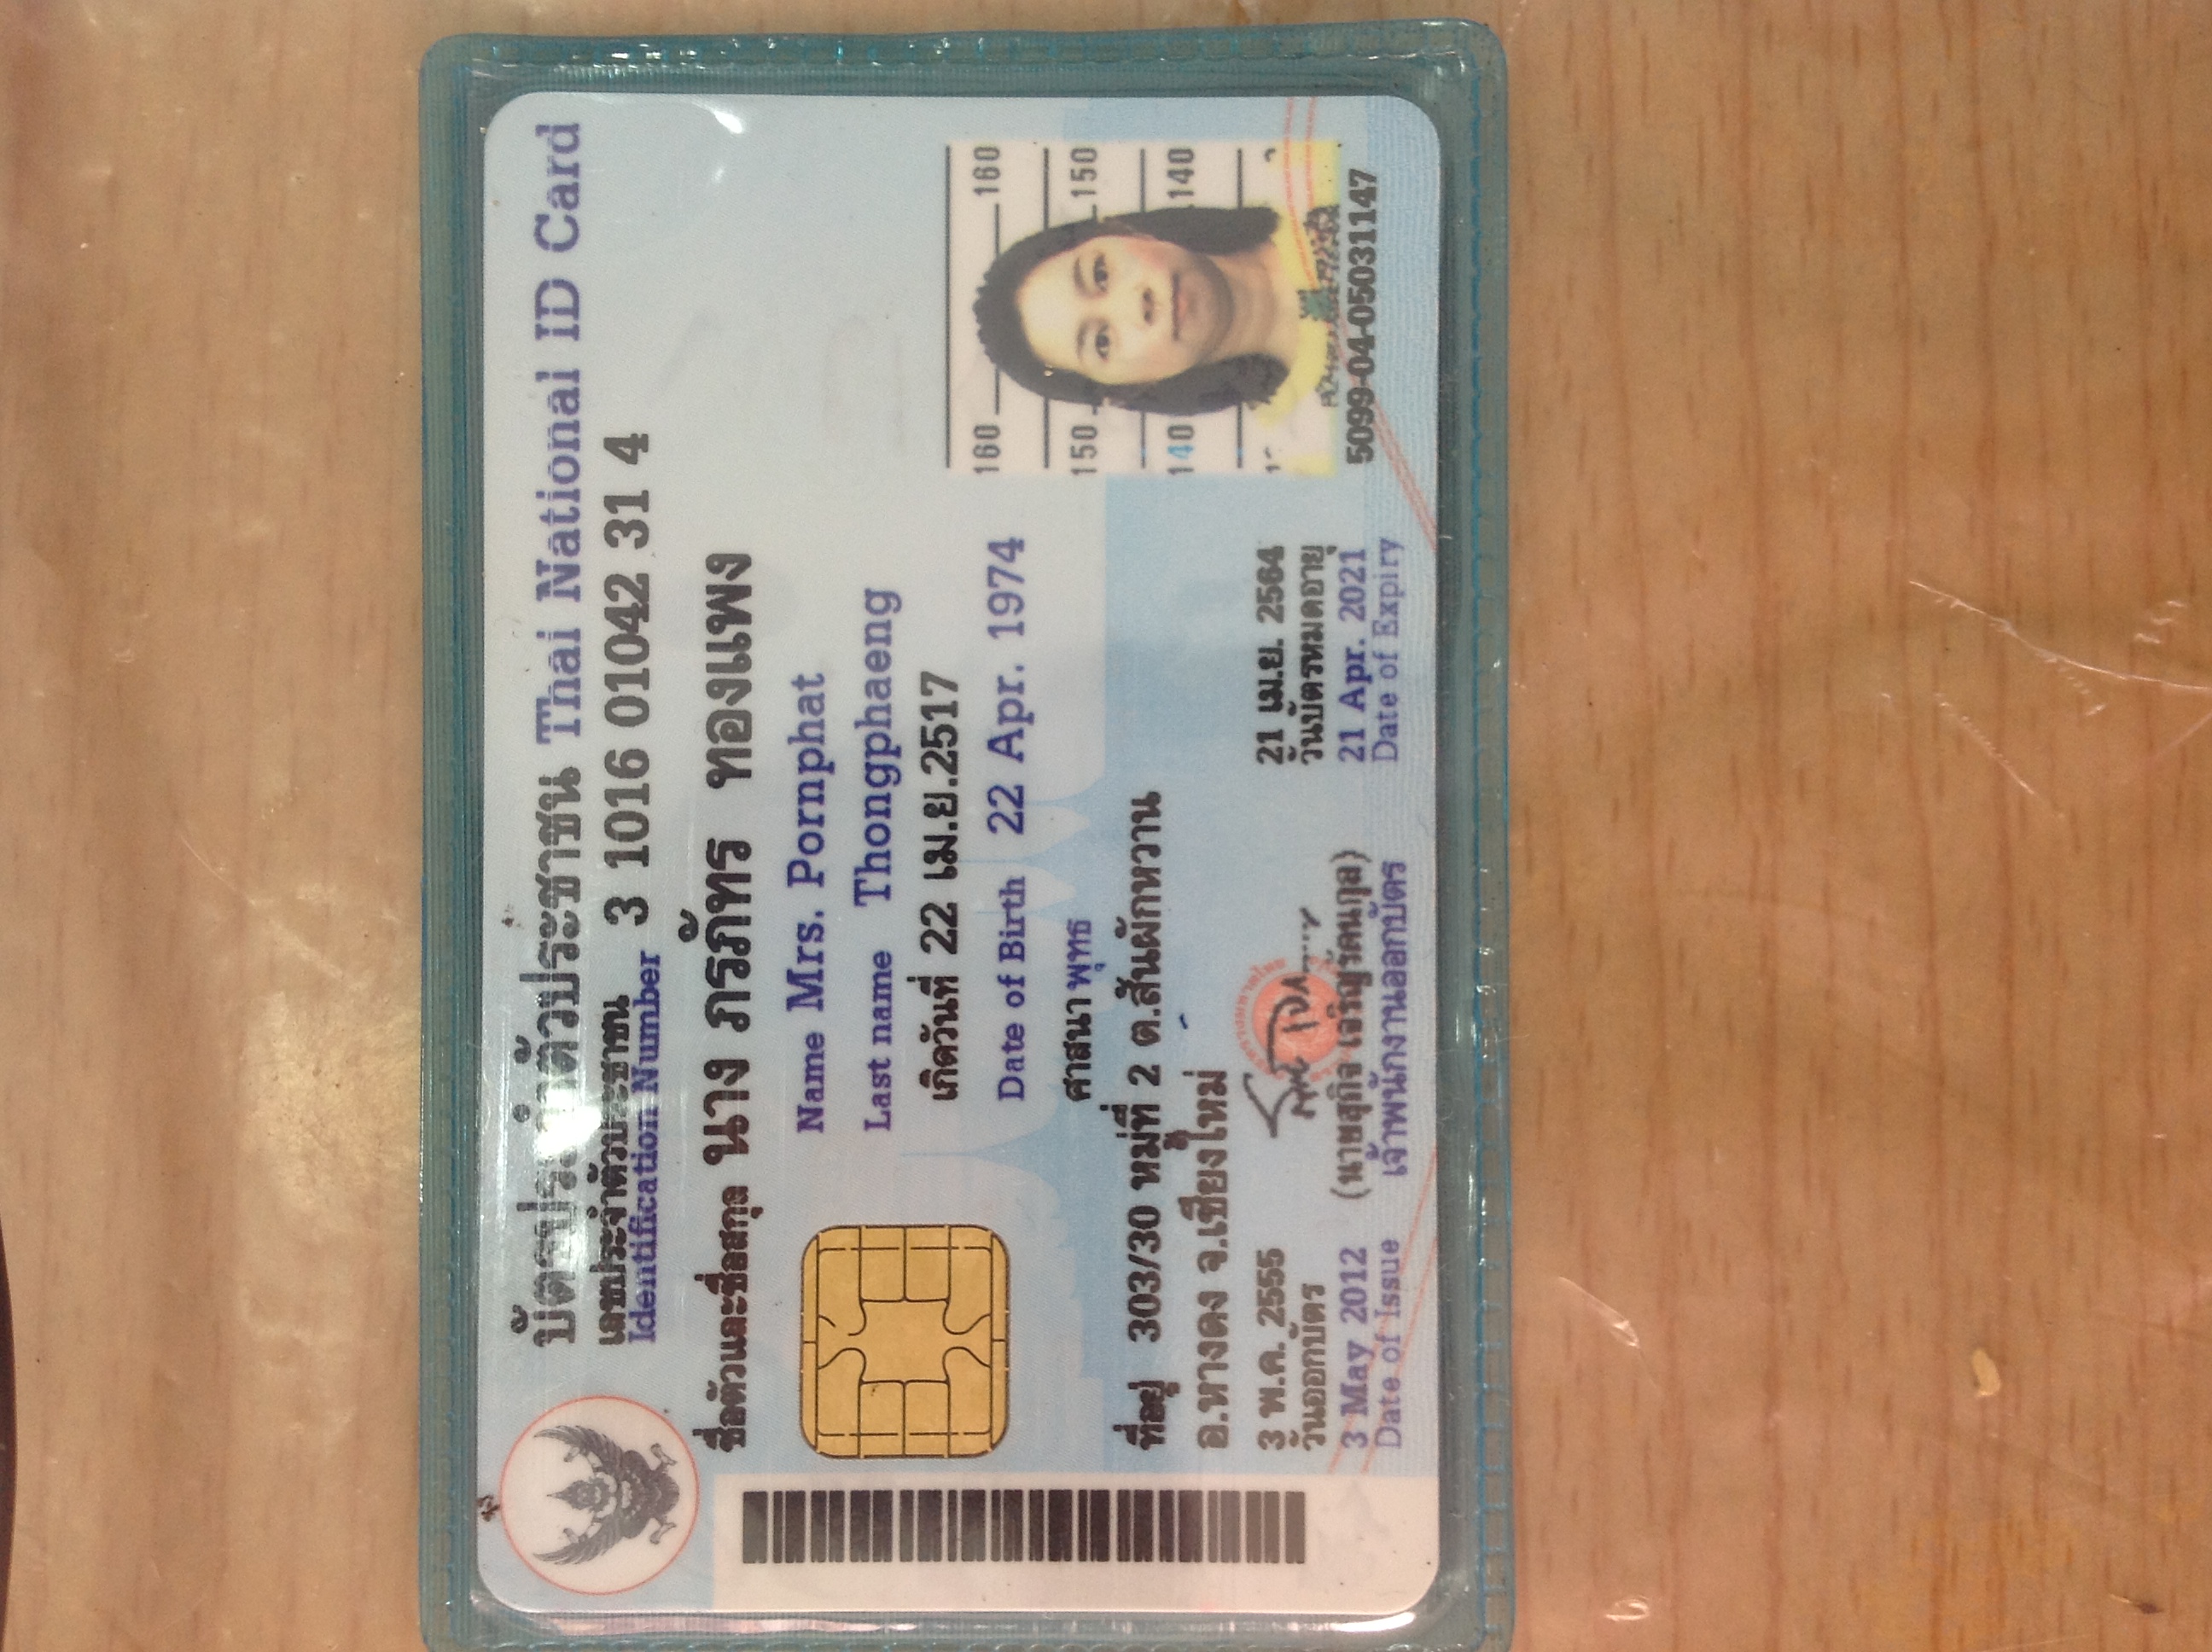 บัตรประจำตัวประชาชน Thai National ID Card
เลขประจำตัวประชาชน
Identification Number 3 1016 01042 31 4
ชื่อตัวและชื่อสกุล นาง ภรภัทร ทองแพง
Name Mrs. Pornphat
Last name Thongphaeng
เกิดวันที่ 22 เม.ย.2517
Date of Birth 22 Apr. 1974
ศาสนา พุทธ
ที่อยู่ 303/30 หมู่ที่ 2 ต.สันผักหวาน
อ.หางดง จ.เชียงใหม่
160 160
150 150
140 140
3 พ.ค. 2555
วันออกบัตร
3 May 2012
Date of Issue
(นายสุกิจ เจริญรัตนกุล)
เจ้าพนักงานออกบัตร
21 เม.ย. 2564
วันบัตรหมดอายุ
21 Apr. 2021
Date of Expiry
5099-04-05031147